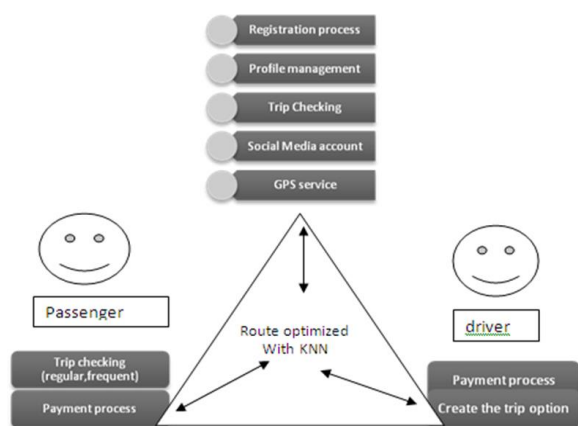 Registration process
Profile management
Trip Checking
Social Media account
GPS service
Passenger
driver
Route optimized
With KNN
Trip checking
(regular,frequent)
Payment process
Payment process
Create the trip option